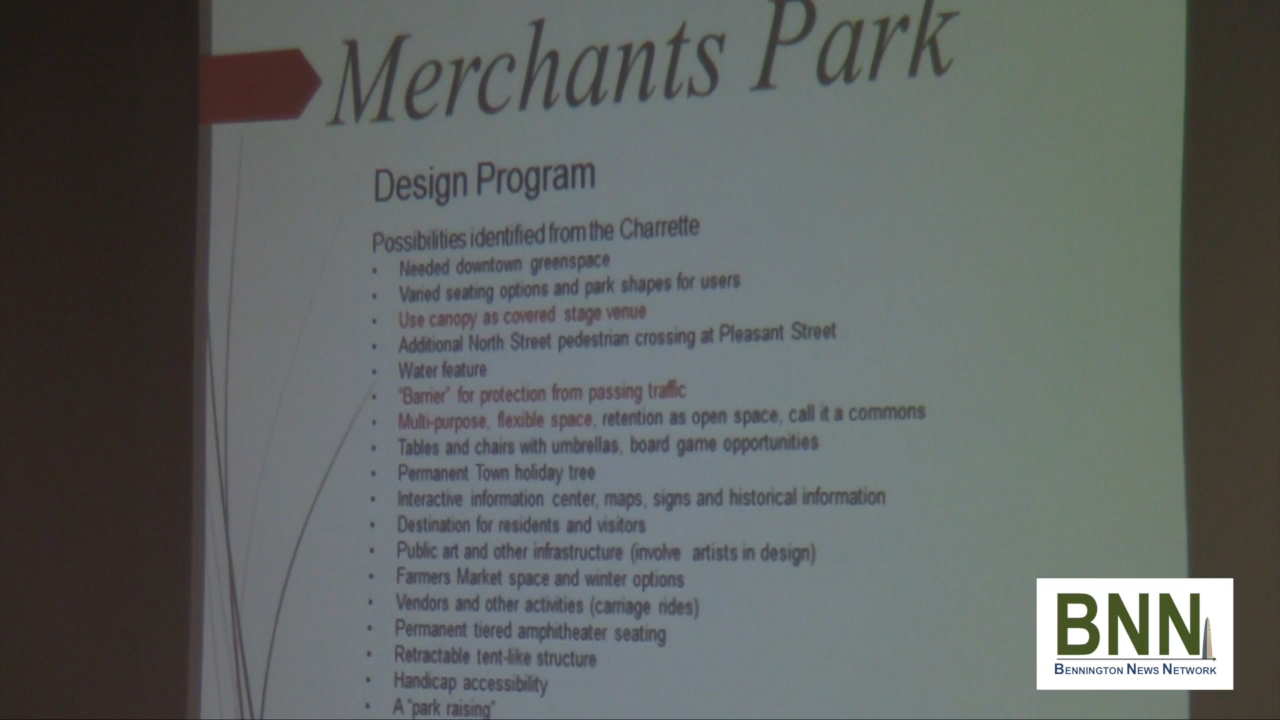 Merchants Park
Design Program
Possibilities identified from the Charrette
• Needed downtown greenspace
• Varied seating options and park shapes for users
• Use canopy as covered stage venue
• Additional North Street pedestrian crossing at Pleasant Street
• Water feature
• "Barrier" for protection from passing traffic
• Multi-purpose, flexible space, retention as open space, call it a commons
• Tables and chairs with umbrellas, board game opportunities
• Permanent Town holiday tree
• Interactive information center, maps, signs and historical information
• Destination for residents and visitors
• Public art and other infrastructure (involve artists in design)
• Farmers Market space and winter options
• Vendors and other activities (carriage rides)
• Permanent tiered amphitheater seating
• Retractable tent-like structure
• Handicap accessibility
• A "park raising"
BNN
BENNINGTON NEWS NETWORK